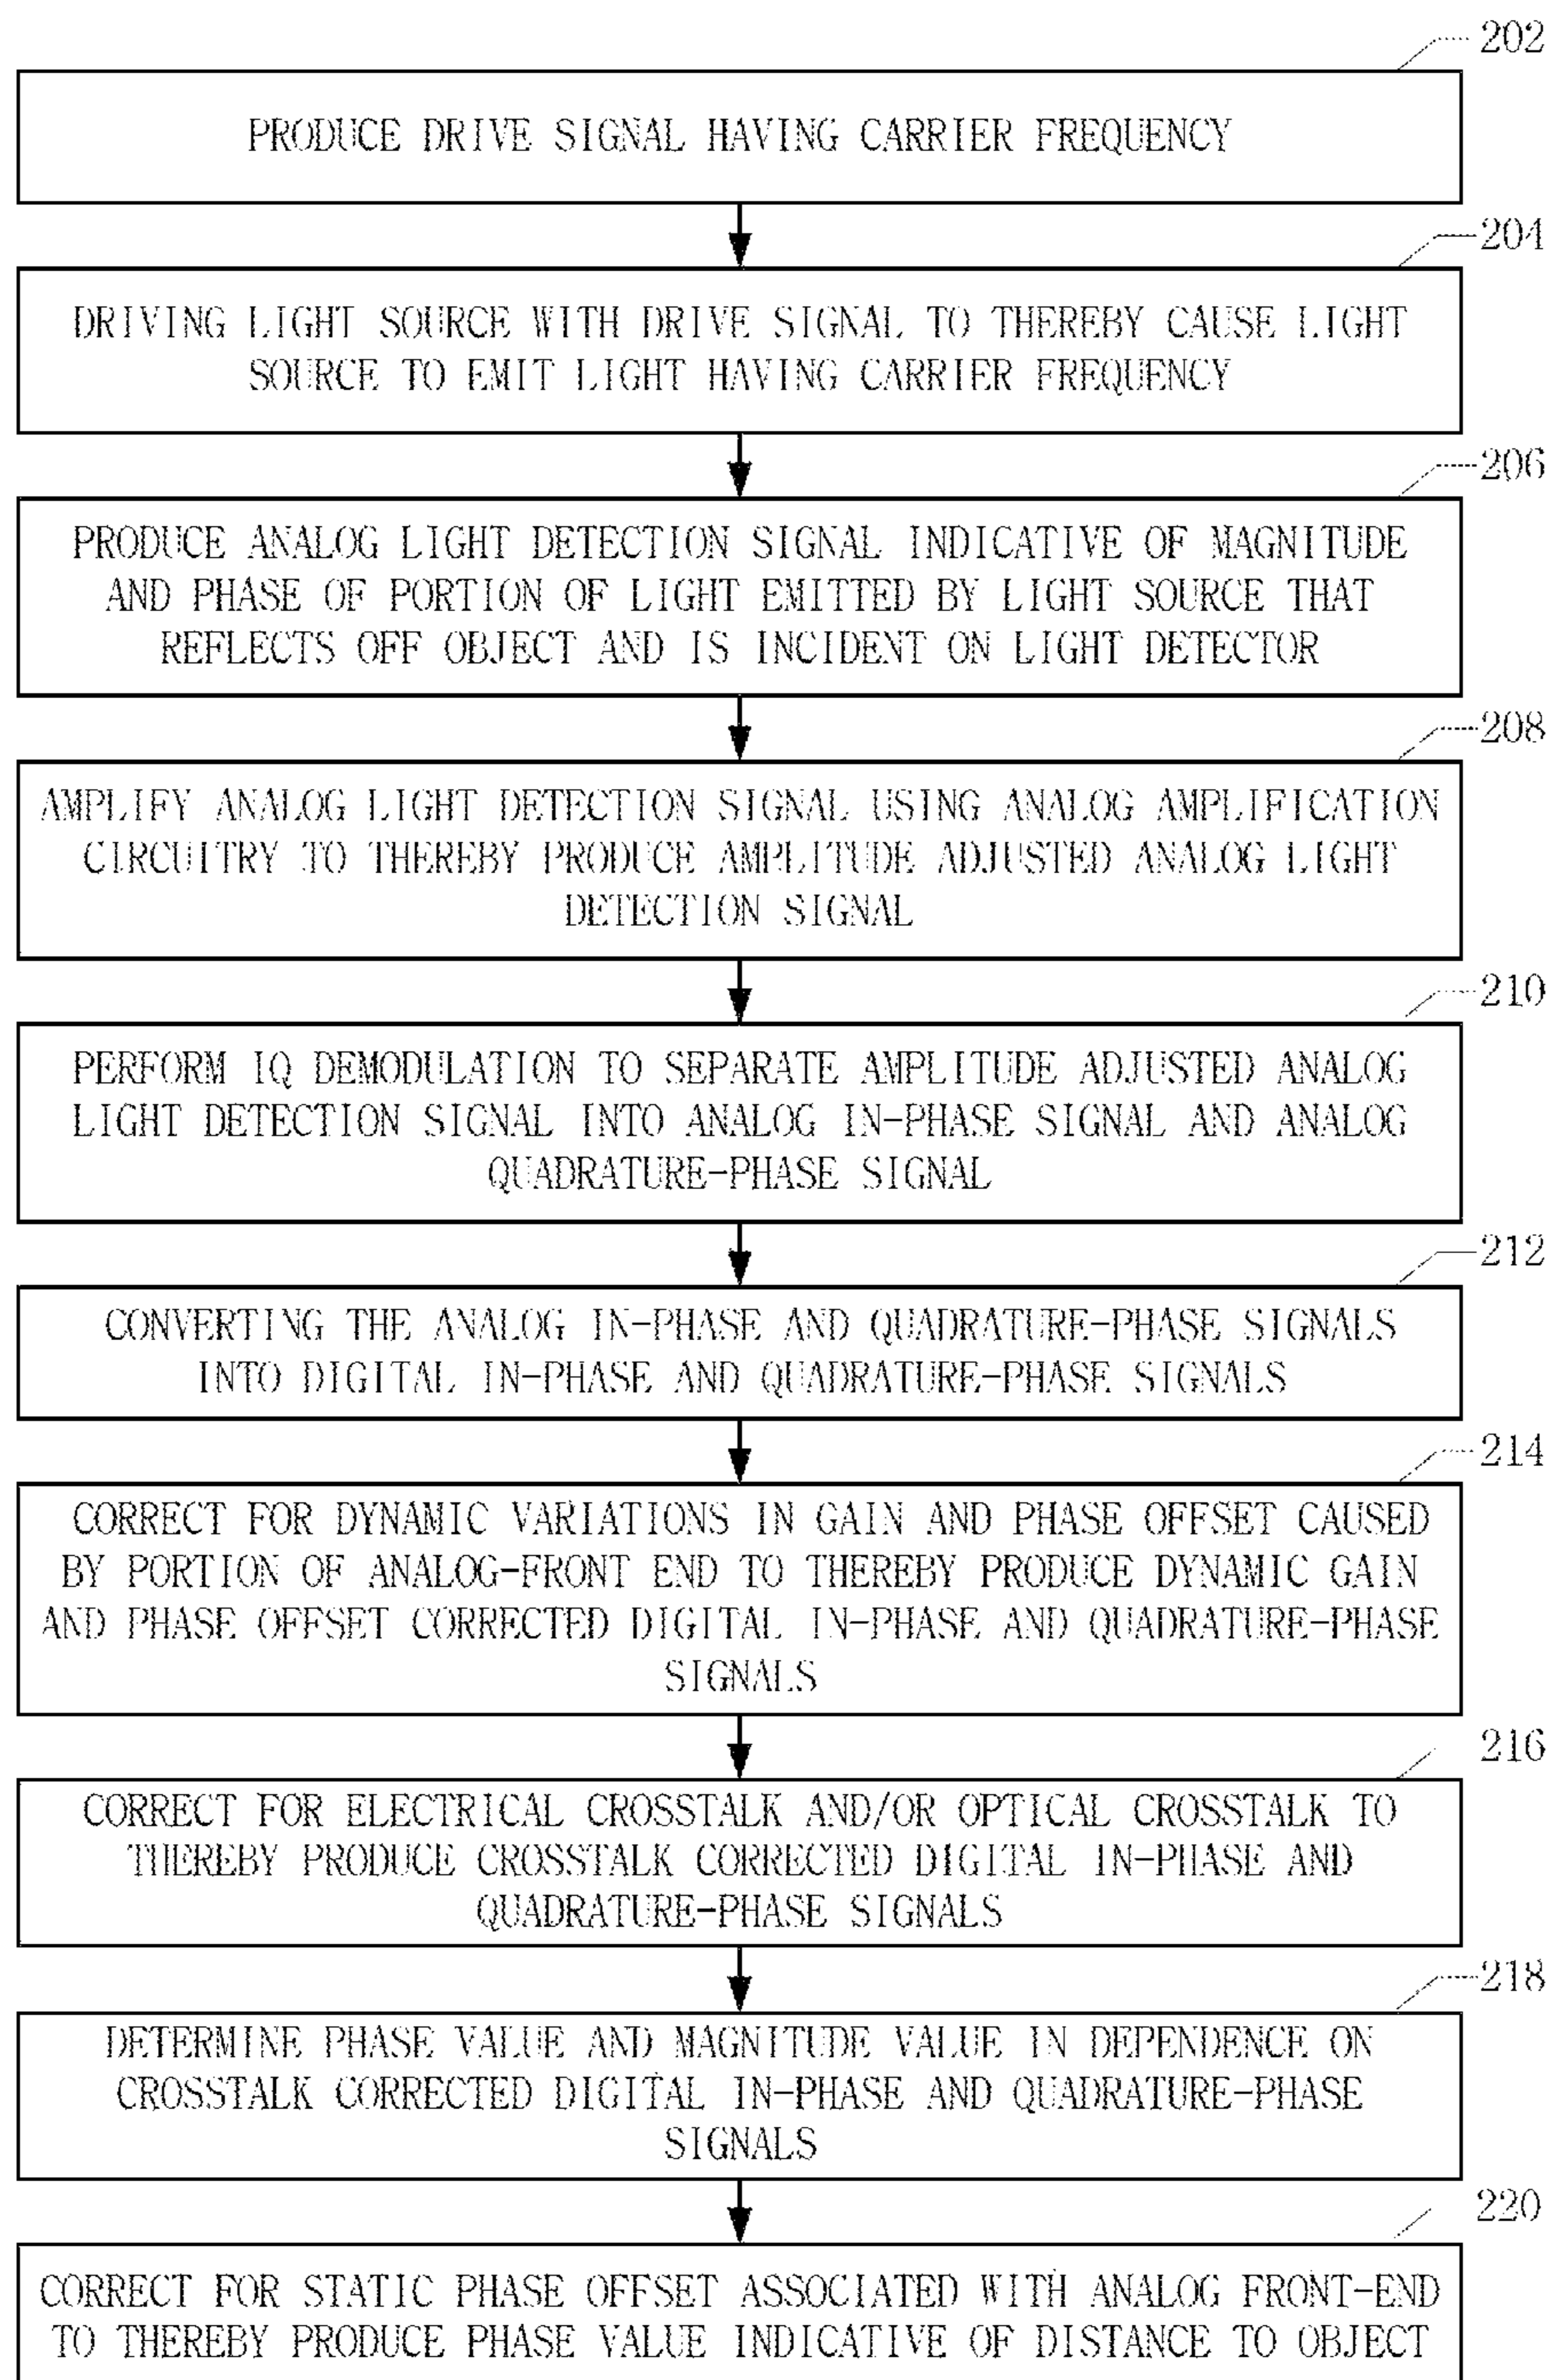 202
PRODUCE DRIVE SIGNAL HAVING CARRIER FREQUENCY
204
DRIVING LIGHT SOURCE WITH DRIVE SIGNAL TO THEREBY CAUSE LIGHT
SOURCE TO EMIT LIGHT HAVING CARRIER FREQUENCY
206
PRODUCE ANALOG LIGHT DETECTION SIGNAL INDICATIVE OF MAGNITUDE
AND PHASE OF PORTION OF LIGHT EMITTED BY LIGHT SOURCE THAT
REFLECTS OFF OBJECT AND IS INCIDENT ON LIGHT DETECTOR
208
AMPLIFY ANALOG LIGHT DETECTION SIGNAL USING ANALOG AMPLIFICATION
CIRCUITRY TO THEREBY PRODUCE AMPLITUDE ADJUSTED ANALOG LIGHT
DETECTION SIGNAL
210
PERFORM IQ DEMODULATION TO SEPARATE AMPLITUDE ADJUSTED ANALOG
LIGHT DETECTION SIGNAL INTO ANALOG IN-PHASE SIGNAL AND ANALOG
QUADRATURE-PHASE SIGNAL
212
CONVERTING THE ANALOG IN-PHASE AND QUADRATURE-PHASE SIGNALS
INTO DIGITAL IN-PHASE AND QUADRATURE-PHASE SIGNALS
214
CORRECT FOR DYNAMIC VARIATIONS IN GAIN AND PHASE OFFSET CAUSED
BY PORTION OF ANALOG-FRONT END TO THEREBY PRODUCE DYNAMIC GAIN
AND PHASE OFFSET CORRECTED DIGITAL IN-PHASE AND QUADRATURE-PHASE
SIGNALS
216
CORRECT FOR ELECTRICAL CROSSTALK AND/OR OPTICAL CROSSTALK TO
THEREBY PRODUCE CROSSTALK CORRECTED DIGITAL IN-PHASE AND
QUADRATURE-PHASE SIGNALS
218
DETERMINE PHASE VALUE AND MAGNITUDE VALUE IN DEPENDENCE ON
CROSSTALK CORRECTED DIGITAL IN-PHASE AND QUADRATURE-PHASE
SIGNALS
220
CORRECT FOR STATIC PHASE OFFSET ASSOCIATED WITH ANALOG FRONT-END
TO THEREBY PRODUCE PHASE VALUE INDICATIVE OF DISTANCE TO OBJECT